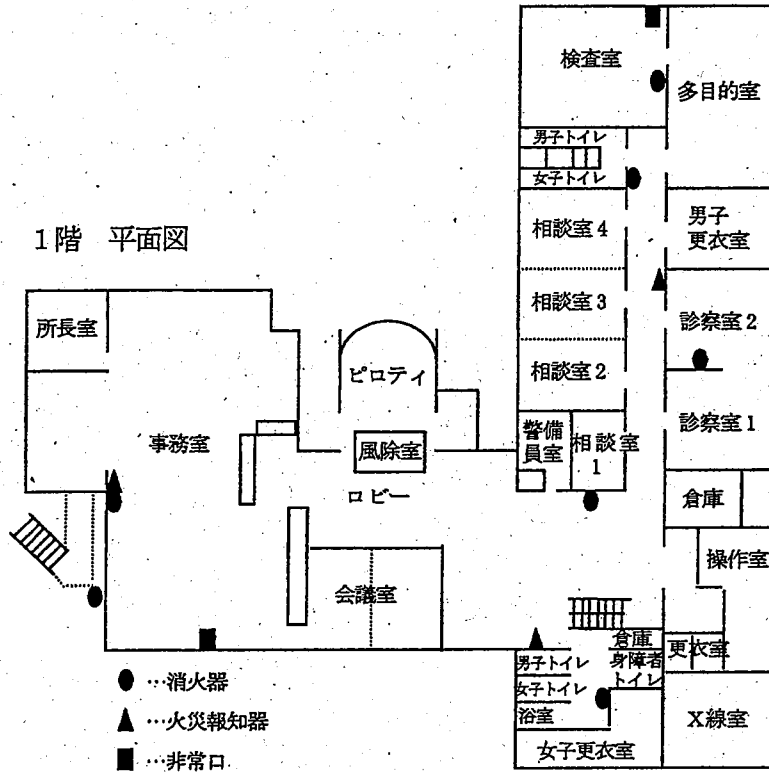 検査室
多目的室
男子トイレ
女子トイレ
1階 平面図
相談室4
男子
更衣室
所長室
相談室3
診察室2
ピロティ
相談室2
事務室
風除室
警備
員室
相談室
1
診察室1
ロビー
倉庫
操作室
会議室
倉庫
男子トイレ
身障者
トイレ
更衣室
女子トイレ
浴室
X線室
女子更衣室
…消火器
…火災報知器
…非常口